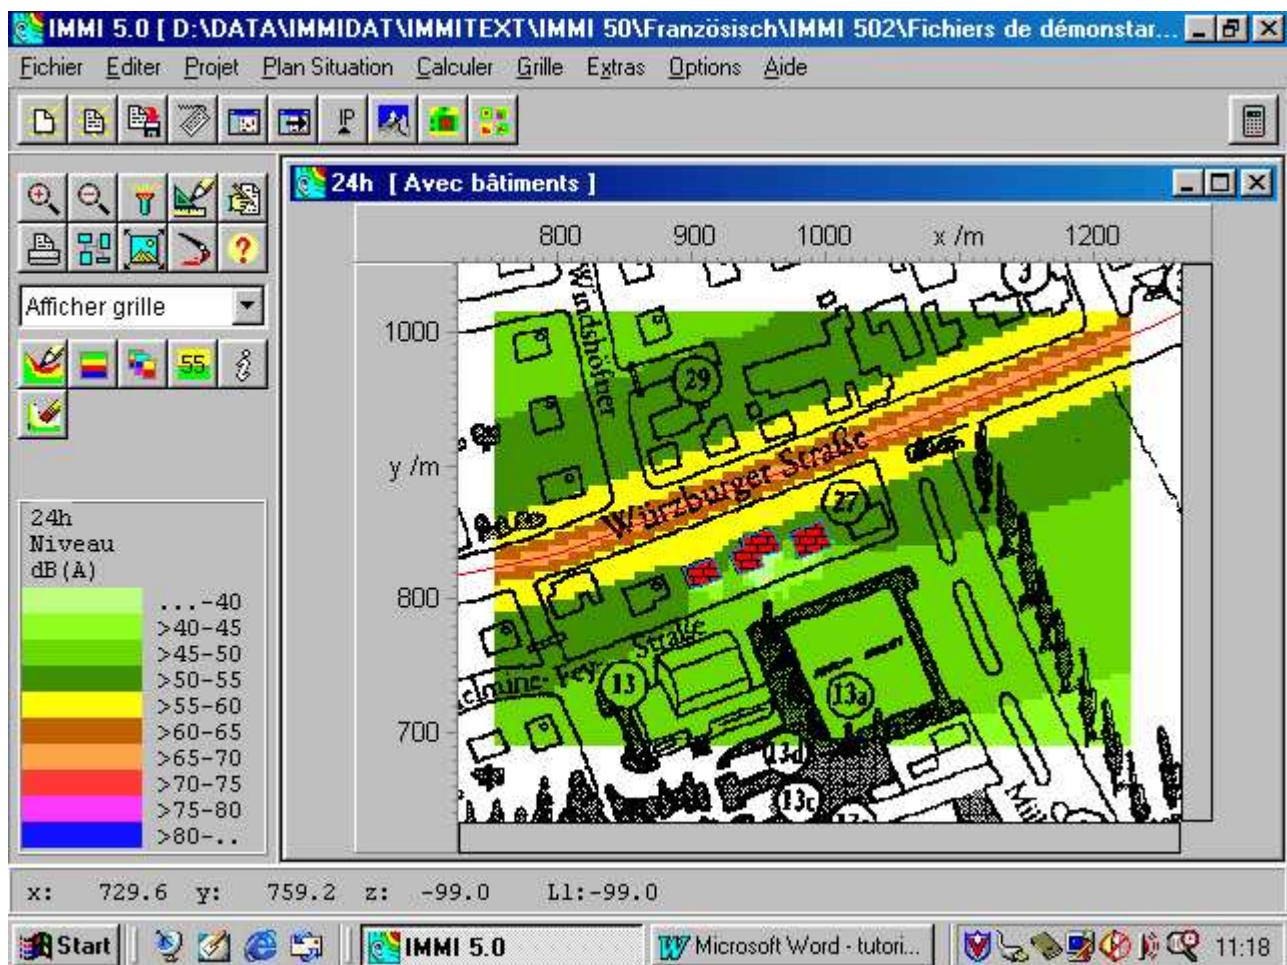 IMMI 5.0 [ D:\DATA\IMMIDAT\IMMITEXT\IMMI 50\Französisch\IMMI 502\Fichiers de démonstar...
Fichier Editer Projet Plan Situation Calculer Grille Extras Options Aide
IP
24h [ Avec bâtiments ]
Afficher grille
55
24h
Niveau
dB(A)
...-40
>40-45
>45-50
>50-55
>55-60
>60-65
>65-70
>70-75
>75-80
>80-..
800 900 1000 x /m 1200
1000
y /m
800
700
Windshöfner
29
Würzburger Straße
27
elmine-Fey-Straße
13
13a
13d
13c
x: 729.6 y: 759.2 z: -99.0 L1:-99.0
Start
IMMI 5.0
Microsoft Word - tutori...
11:18